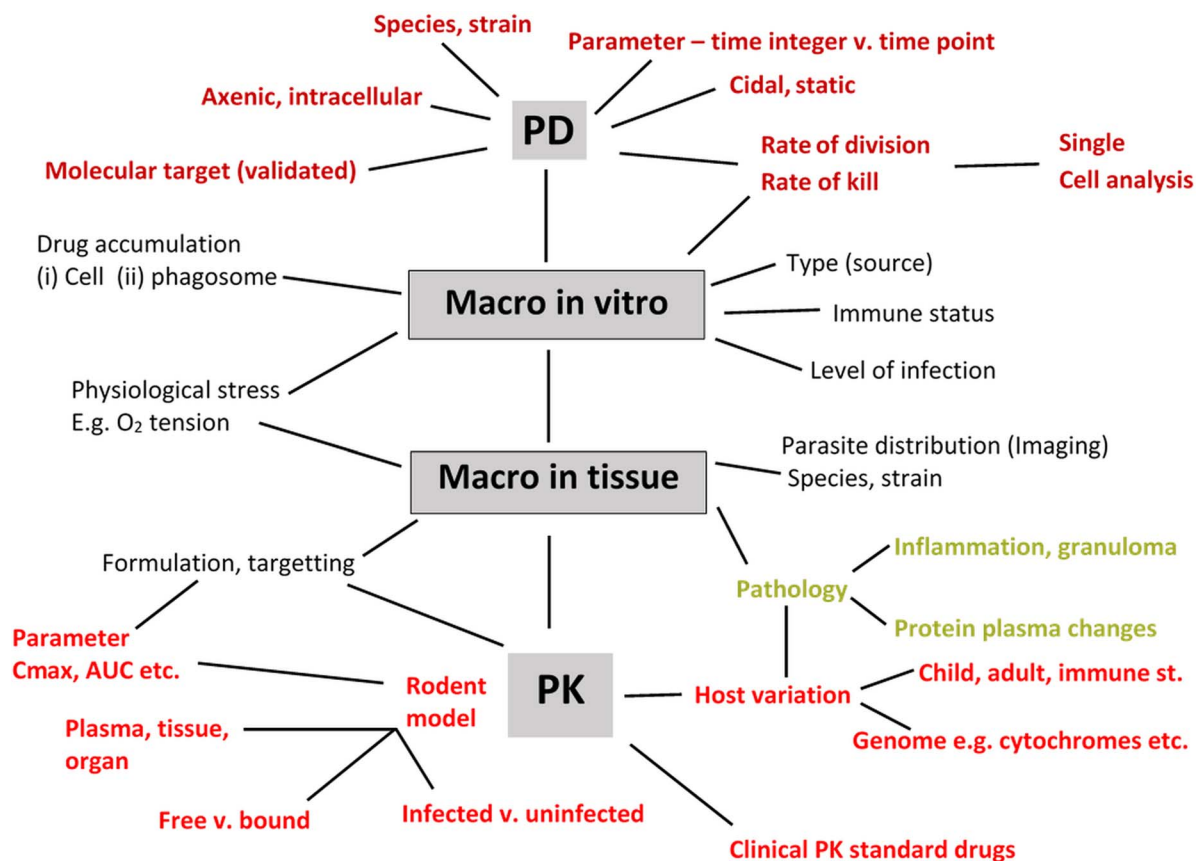 Species, strain
Parameter – time integer v. time point
Axenic, intracellular
Cidal, static
PD
Molecular target (validated)
Rate of division
Rate of kill
Single
Cell analysis
Drug accumulation
(i) Cell (ii) phagosome
Macro in vitro
Type (source)
Immune status
Level of infection
Physiological stress
E.g. O₂ tension
Macro in tissue
Parasite distribution (Imaging)
Species, strain
Formulation, targetting
Pathology
Inflammation, granuloma
Protein plasma changes
Parameter
Cmax, AUC etc.
Rodent
model
PK
Host variation
Child, adult, immune st.
Genome e.g. cytochromes etc.
Plasma, tissue,
organ
Free v. bound
Infected v. uninfected
Clinical PK standard drugs